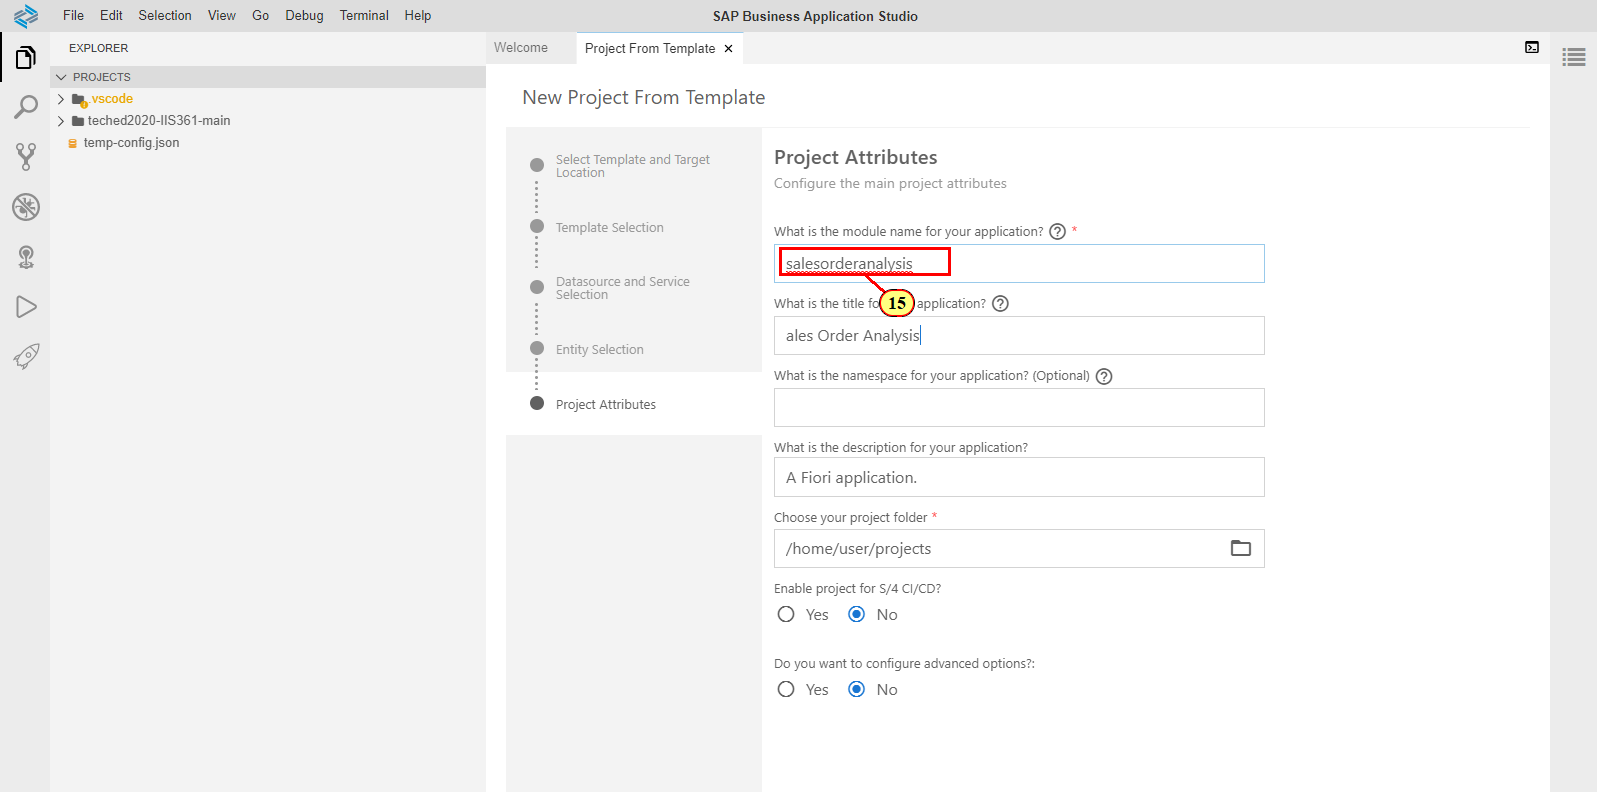 File Edit Selection View Go Debug Terminal Help
SAP Business Application Studio
EXPLORER
PROJECTS
.vscode
teched2020-IIS361-main
temp-config.json
Welcome
Project From Template
New Project From Template
Select Template and Target
Location
Template Selection
Datasource and Service
Selection
Entity Selection
Project Attributes
Project Attributes
Configure the main project attributes
What is the module name for your application? *
salesorderanalysis
15
What is the title fo application?
ales Order Analysis
What is the namespace for your application? (Optional)
What is the description for your application?
A Fiori application.
Choose your project folder *
/home/user/projects
Enable project for S/4 CI/CD?
Yes No
Do you want to configure advanced options?:
Yes No